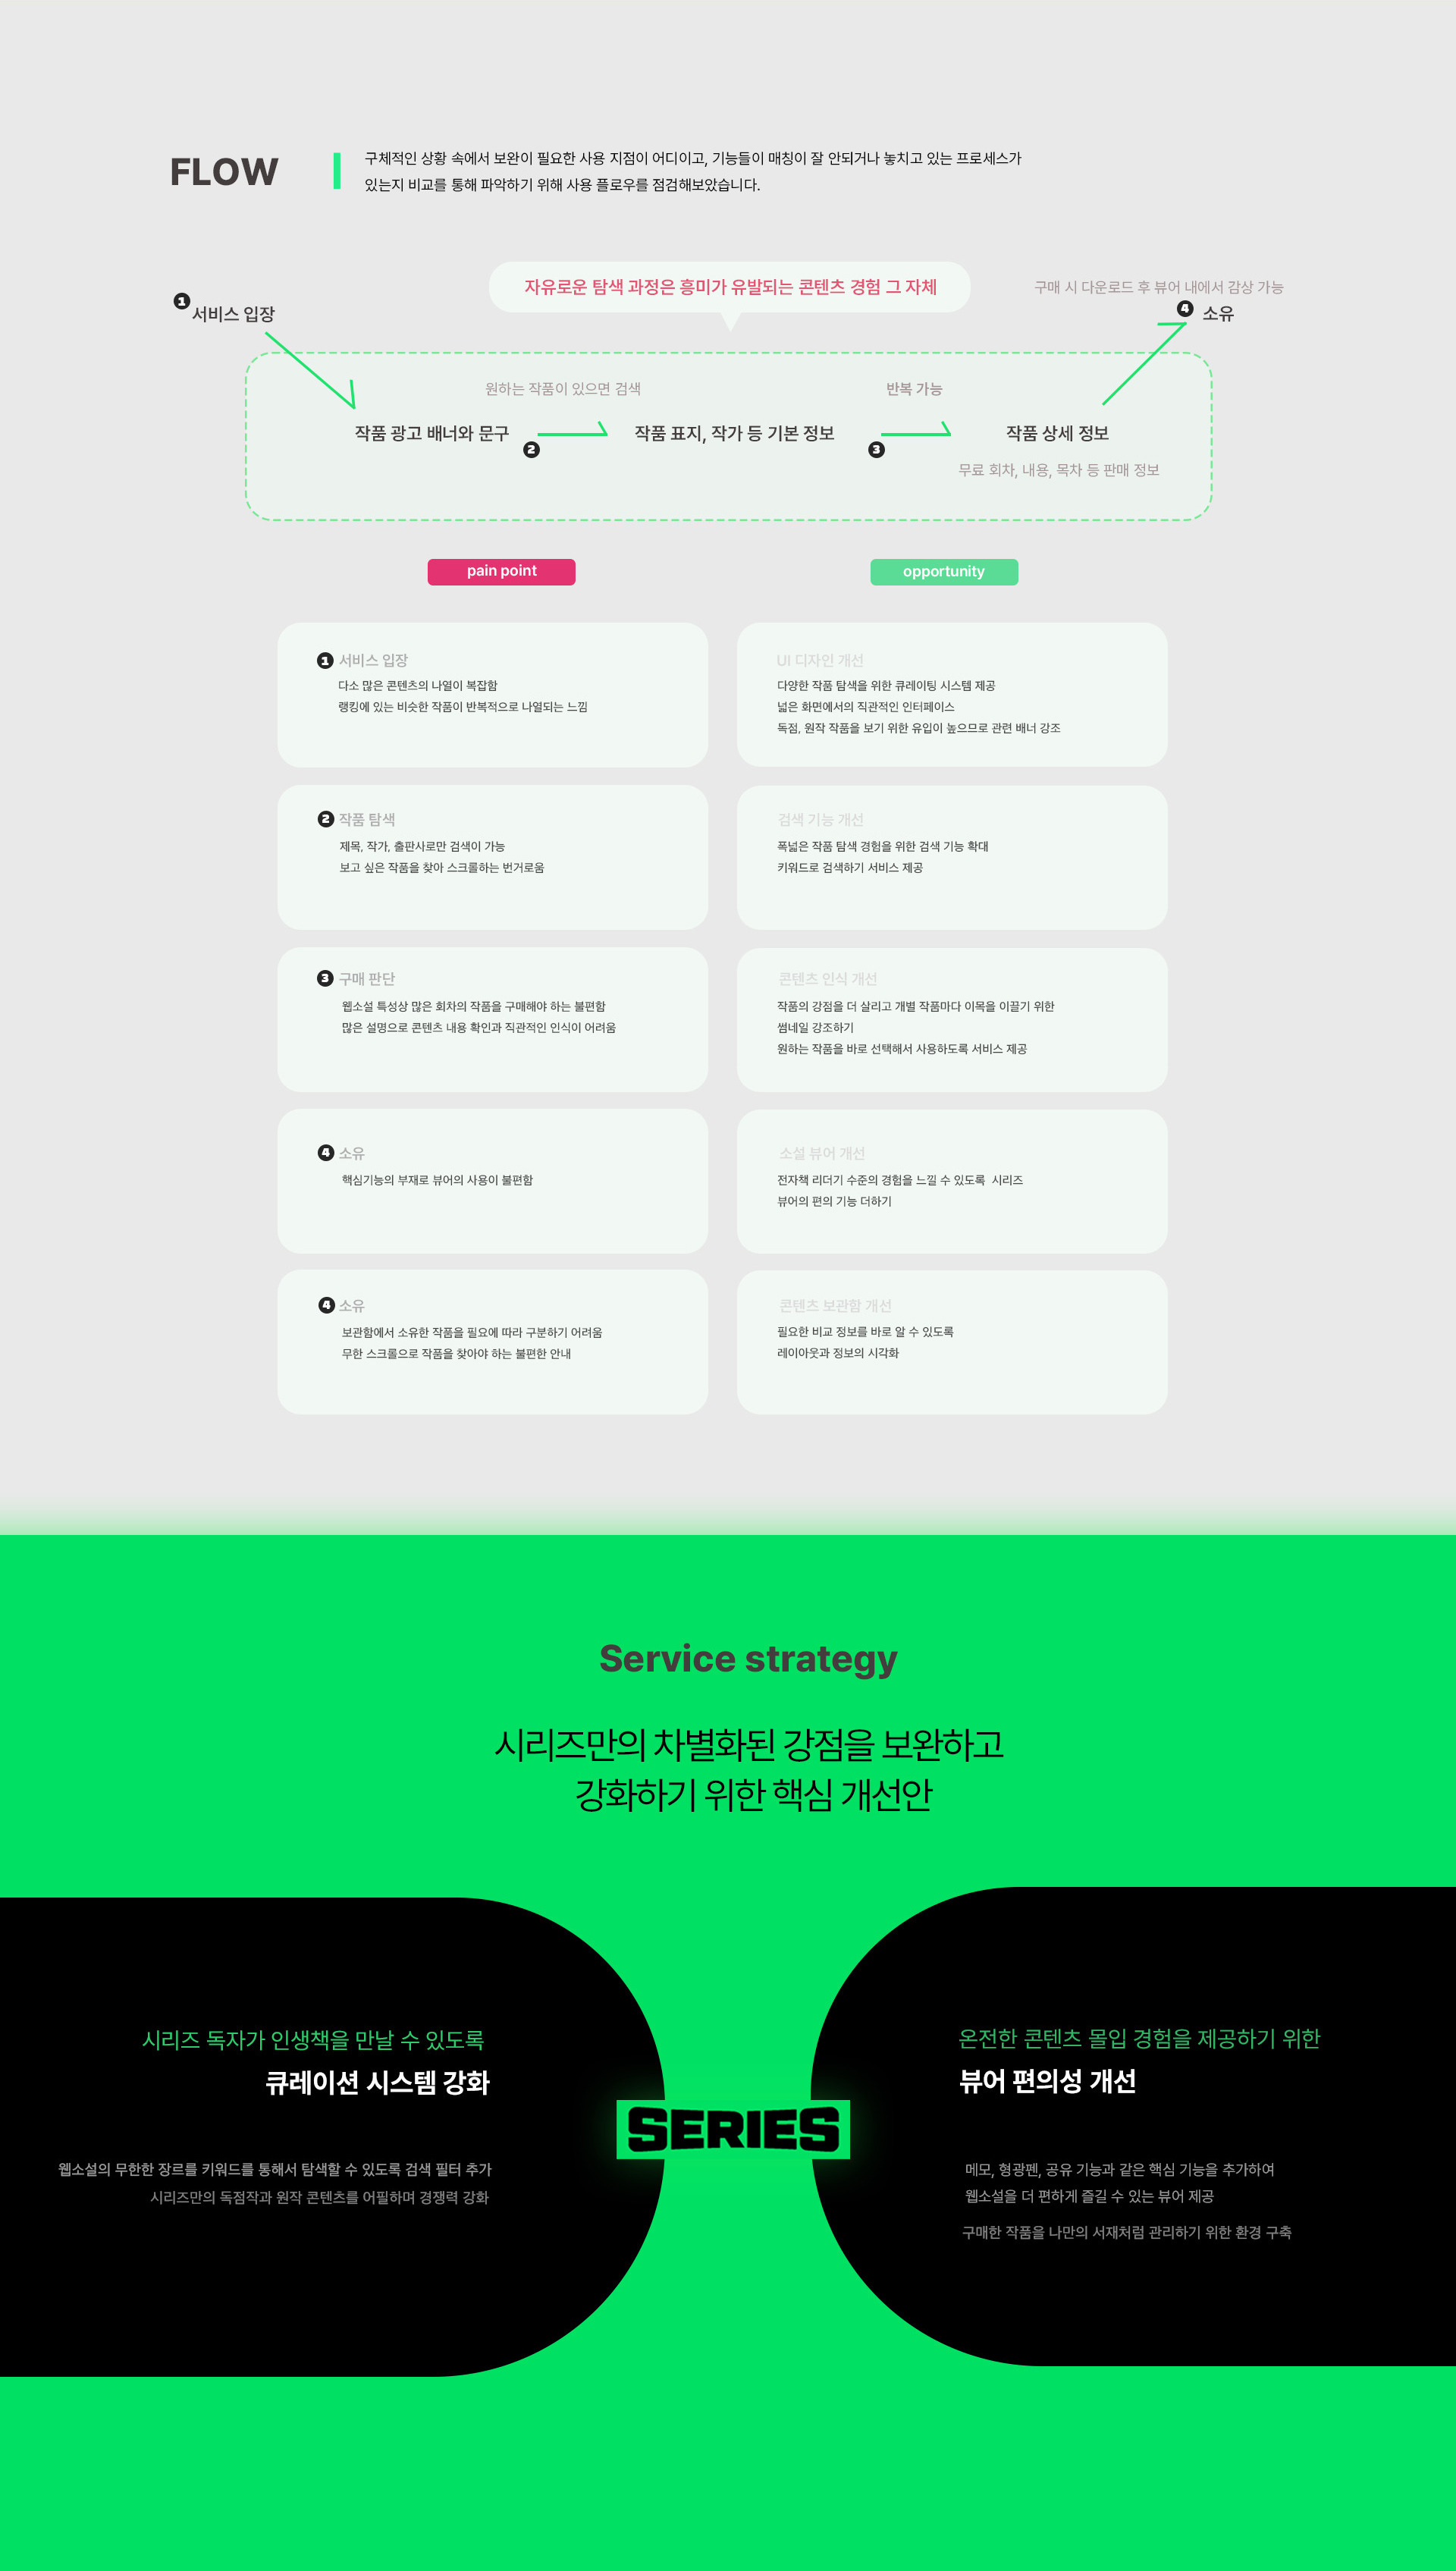 FLOW
구체적인 상황 속에서 보완이 필요한 사용 지점이 어디이고, 기능들이 매칭이 잘 안되거나 놓치고 있는 프로세스가
있는지 비교를 통해 파악하기 위해 사용 플로우를 점검해보았습니다.
자유로운 탐색 과정은 흥미가 유발되는 콘텐츠 경험 그 자체
구매 시 다운로드 후 뷰어 내에서 감상 가능
1 서비스 입장
4 소유
원하는 작품이 있으면 검색
반복 가능
작품 광고 배너와 문구
2
작품 표지, 작가 등 기본 정보
3
작품 상세 정보
무료 회차, 내용, 목차 등 판매 정보
pain point
opportunity
1 서비스 입장
다소 많은 콘텐츠의 나열이 복잡함
랭킹에 있는 비슷한 작품이 반복적으로 나열되는 느낌
UI 디자인 개선
다양한 작품 탐색을 위한 큐레이팅 시스템 제공
넓은 화면에서의 직관적인 인터페이스
독점, 원작 작품을 보기 위한 유입이 높으므로 관련 배너 강조
2 작품 탐색
제목, 작가, 출판사로만 검색이 가능
보고 싶은 작품을 찾아 스크롤하는 번거로움
검색 기능 개선
폭넓은 작품 탐색 경험을 위한 검색 기능 확대
키워드로 검색하기 서비스 제공
3 구매 판단
웹소설 특성상 많은 회차의 작품을 구매해야 하는 불편함
많은 설명으로 콘텐츠 내용 확인과 직관적인 인식이 어려움
콘텐츠 인식 개선
작품의 강점을 더 살리고 개별 작품마다 이목을 이끌기 위한
썸네일 강조하기
원하는 작품을 바로 선택해서 사용하도록 서비스 제공
4 소유
핵심기능의 부재로 뷰어의 사용이 불편함
소설 뷰어 개선
전자책 리더기 수준의 경험을 느낄 수 있도록 시리즈
뷰어의 편의 기능 더하기
4 소유
보관함에서 소유한 작품을 필요에 따라 구분하기 어려움
무한 스크롤으로 작품을 찾아야 하는 불편한 안내
콘텐츠 보관함 개선
필요한 비교 정보를 바로 알 수 있도록
레이아웃과 정보의 시각화
Service strategy
시리즈만의 차별화된 강점을 보완하고
강화하기 위한 핵심 개선안
시리즈 독자가 인생책을 만날 수 있도록
큐레이션 시스템 강화
웹소설의 무한한 장르를 키워드를 통해서 탐색할 수 있도록 검색 필터 추가
시리즈만의 독점작과 원작 콘텐츠를 어필하며 경쟁력 강화
SERIES
온전한 콘텐츠 몰입 경험을 제공하기 위한
뷰어 편의성 개선
메모, 형광펜, 공유 기능과 같은 핵심 기능을 추가하여
웹소설을 더 편하게 즐길 수 있는 뷰어 제공
구매한 작품을 나만의 서재처럼 관리하기 위한 환경 구축